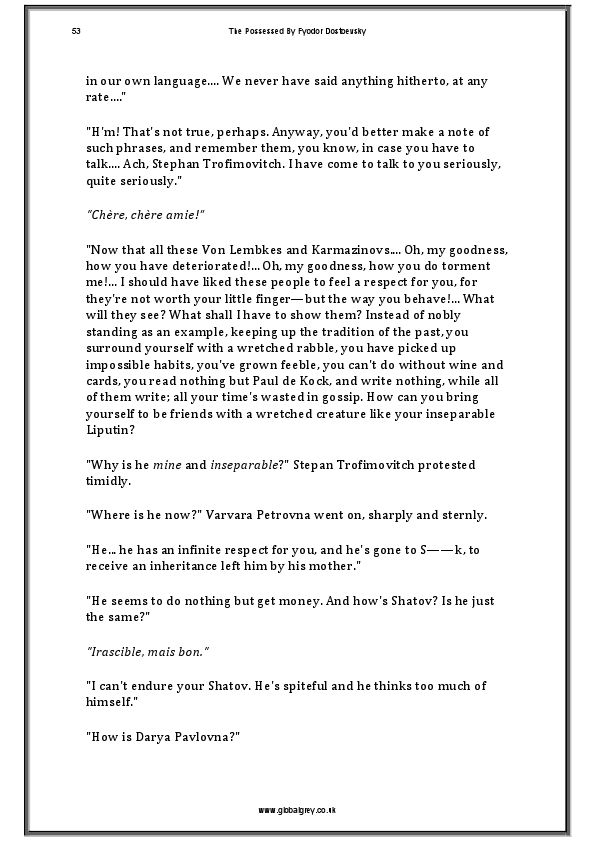 53
The Possessed By Fyodor Dostoevsky
in our own language.... We never have said anything hitherto, at any
rate...."
"H'm! That's not true, perhaps. Anyway, you'd better make a note of
such phrases, and remember them, you know, in case you have to
talk.... Ach, Stephan Trofimovitch. I have come to talk to you seriously,
quite seriously."
"Chère, chère amie!"
"Now that all these Von Lembkes and Karmazinovs.... Oh, my goodness,
how you have deteriorated!... Oh, my goodness, how you do torment
me!... I should have liked these people to feel a respect for you, for
they're not worth your little finger—but the way you behave!... What
will they see? What shall I have to show them? Instead of nobly
standing as an example, keeping up the tradition of the past, you
surround yourself with a wretched rabble, you have picked up
impossible habits, you've grown feeble, you can't do without wine and
cards, you read nothing but Paul de Kock, and write nothing, while all
of them write; all your time's wasted in gossip. How can you bring
yourself to be friends with a wretched creature like your inseparable
Liputin?
"Why is he mine and inseparable?" Stepan Trofimovitch protested
timidly.
"Where is he now?" Varvara Petrovna went on, sharply and sternly.
"He... he has an infinite respect for you, and he's gone to S——k, to
receive an inheritance left him by his mother."
"He seems to do nothing but get money. And how's Shatov? Is he just
the same?"
"Irascible, mais bon."
"I can't endure your Shatov. He's spiteful and he thinks too much of
himself."
"How is Darya Pavlovna?"
www.globalgrey.co.uk